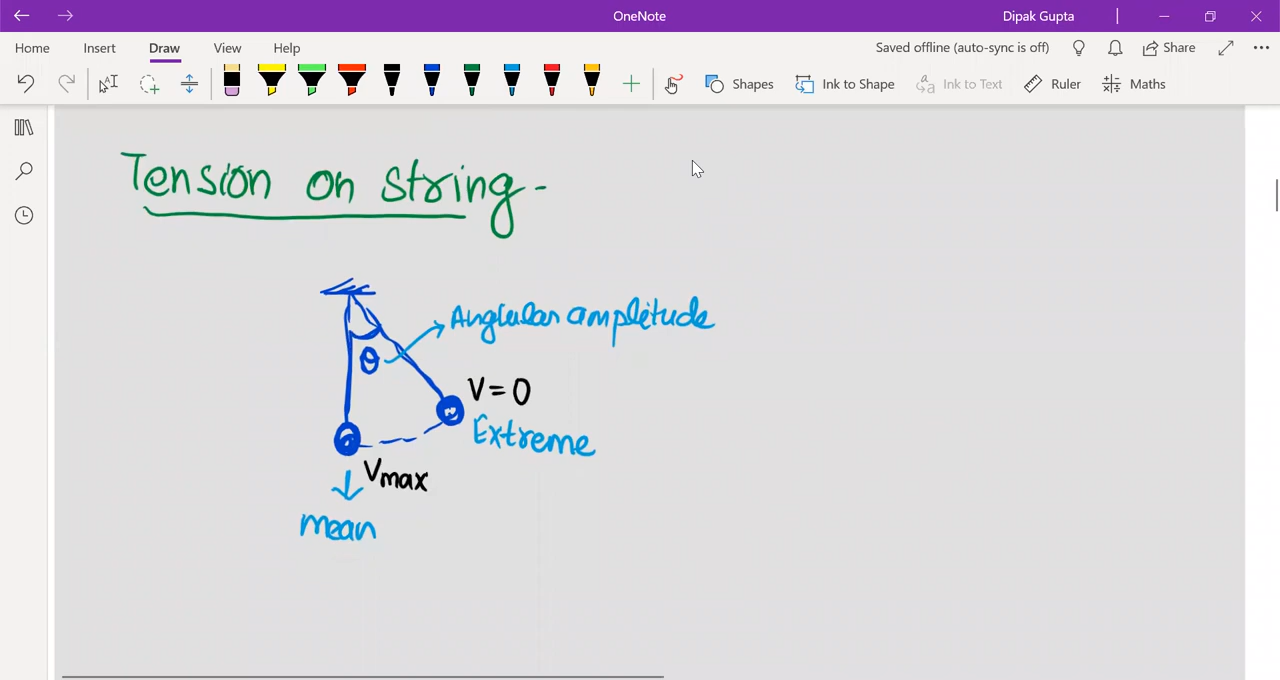 OneNote
Dipak Gupta
Home Insert Draw View Help
Saved offline (auto-sync is off)
Share
Shapes
Ink to Shape
Ink to Text
Ruler
Maths
Tension on string -
Angular amplitude
θ
V = 0
Extreme
Vmax
mean